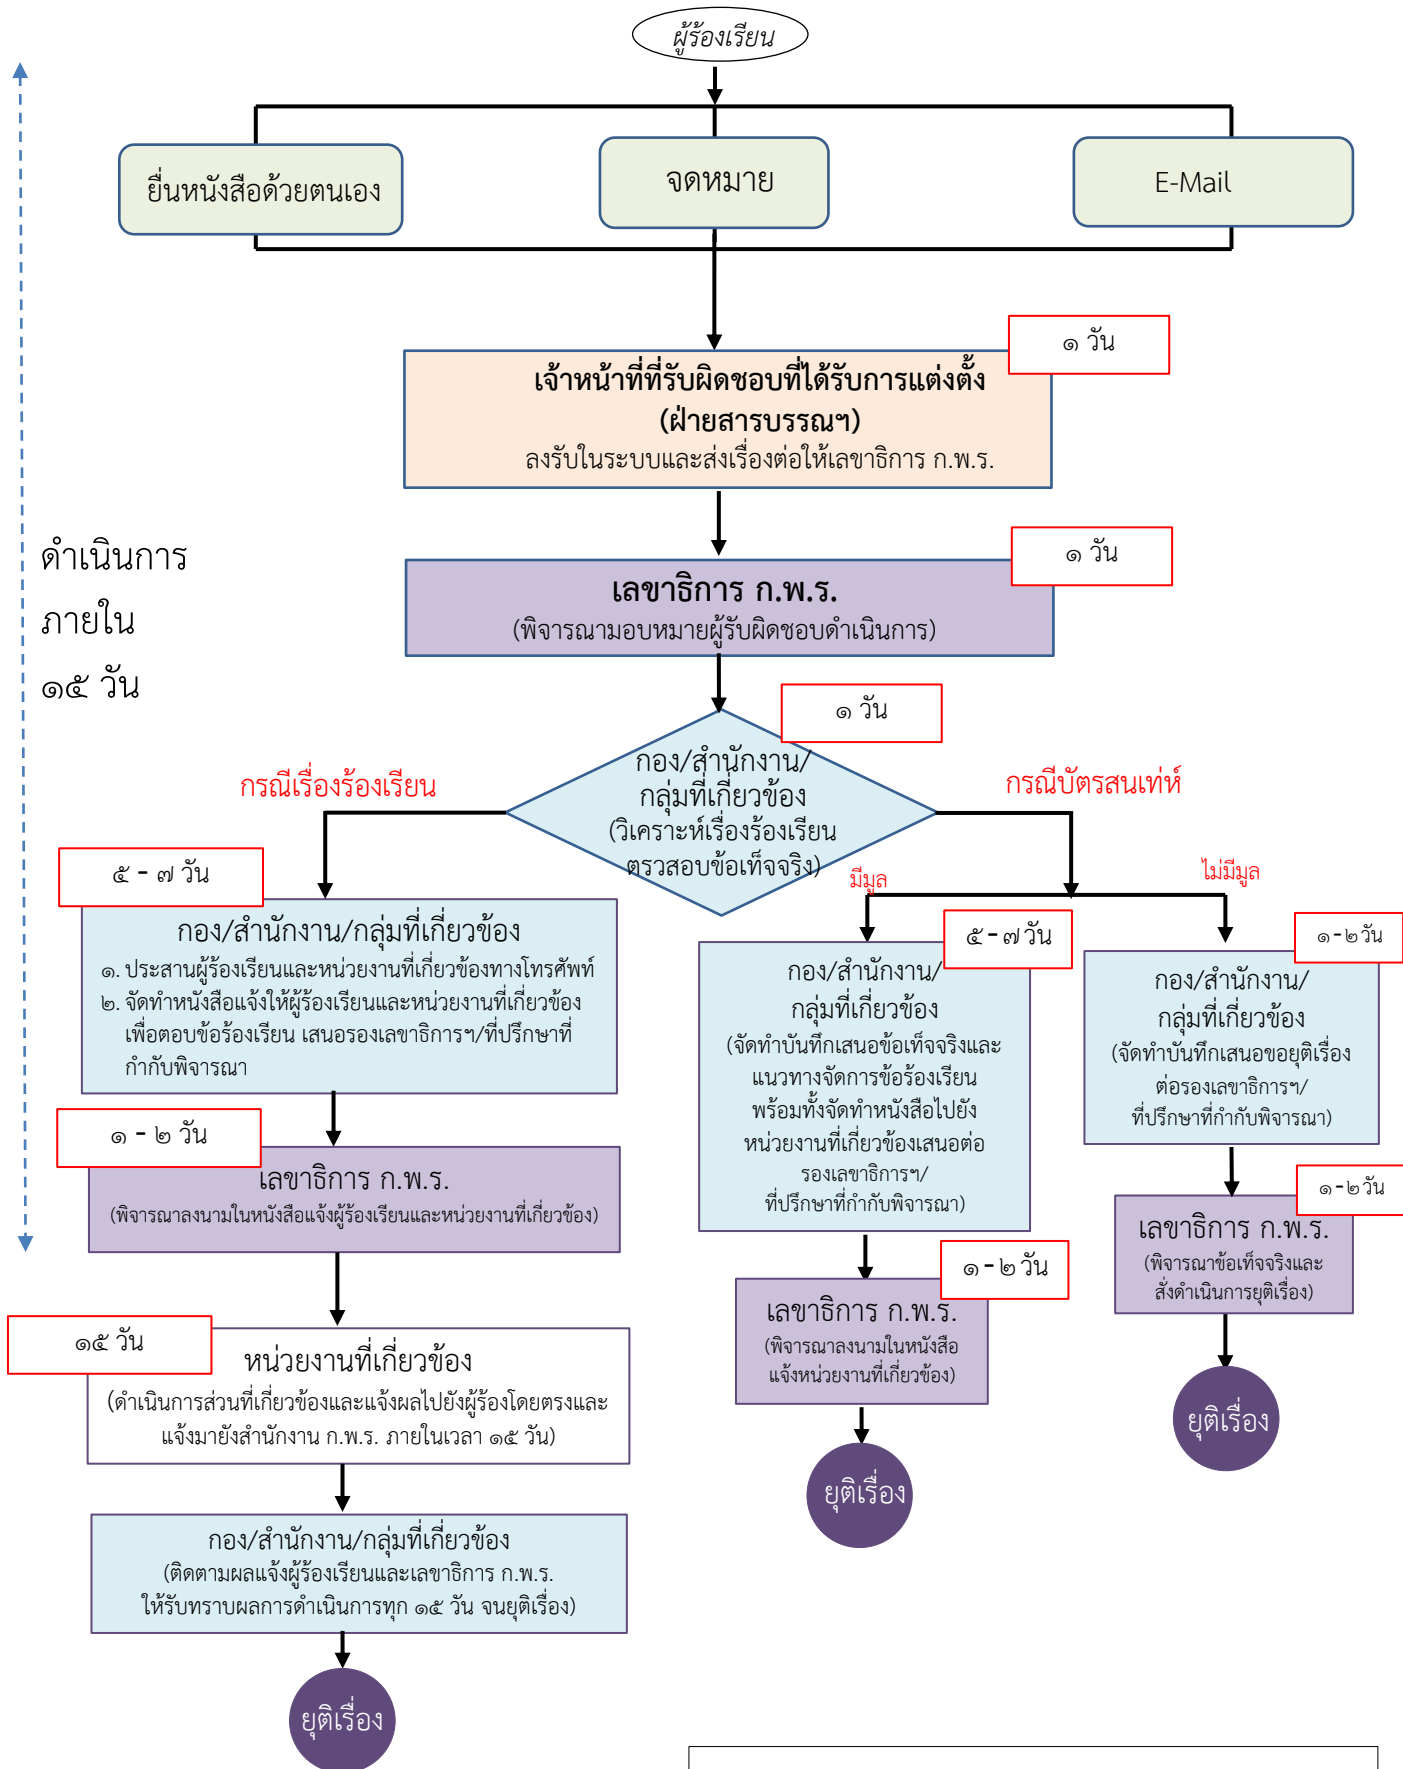 ผู้ร้องเรียน
ยื่นหนังสือด้วยตนเอง
จดหมาย
E-Mail
๑ วัน
เจ้าหน้าที่ที่รับผิดชอบที่ได้รับการแต่งตั้ง
(ฝ่ายสารบรรณฯ)
ลงรับในระบบและส่งเรื่องต่อให้เลขาธิการ ก.พ.ร.
ดำเนินการ
ภายใน
๑๕ วัน
๑ วัน
เลขาธิการ ก.พ.ร.
(พิจารณามอบหมายผู้รับผิดชอบดำเนินการ)
๑ วัน
กอง/สำนักงาน/
กลุ่มที่เกี่ยวข้อง
(วิเคราะห์เรื่องร้องเรียน
ตรวสอบข้อเท็จจริง)
กรณีเรื่องร้องเรียน
กรณีบัตรสนเท่ห์
มีมูล
ไม่มีมูล
๕ - ๗ วัน
กอง/สำนักงาน/กลุ่มที่เกี่ยวข้อง
๑. ประสานผู้ร้องเรียนและหน่วยงานที่เกี่ยวข้องทางโทรศัพท์
๒. จัดทำหนังสือแจ้งให้ผู้ร้องเรียนและหน่วยงานที่เกี่ยวข้อง
เพื่อตอบข้อร้องเรียน เสนอรองเลขาธิการฯ/ที่ปรึกษาที่
กำกับพิจารณา
๑ - ๒ วัน
เลขาธิการ ก.พ.ร.
(พิจารณาลงนามในหนังสือแจ้งผู้ร้องเรียนและหน่วยงานที่เกี่ยวข้อง)
๑๕ วัน
หน่วยงานที่เกี่ยวข้อง
(ดำเนินการส่วนที่เกี่ยวข้องและแจ้งผลไปยังผู้ร้องโดยตรงและ
แจ้งมายังสำนักงาน ก.พ.ร. ภายในเวลา ๑๕ วัน)
กอง/สำนักงาน/กลุ่มที่เกี่ยวข้อง
(ติดตามผลแจ้งผู้ร้องเรียนและเลขาธิการ ก.พ.ร.
ให้รับทราบผลการดำเนินการทุก ๑๕ วัน จนยุติเรื่อง)
ยุติเรื่อง
๕ - ๗ วัน
กอง/สำนักงาน/
กลุ่มที่เกี่ยวข้อง
(จัดทำบันทึกเสนอข้อเท็จจริงและ
แนวทางจัดการข้อร้องเรียน
พร้อมทั้งจัดทำหนังสือไปยัง
หน่วยงานที่เกี่ยวข้องเสนอต่อ
รองเลขาธิการฯ/
ที่ปรึกษาที่กำกับพิจารณา)
๑ - ๒ วัน
เลขาธิการ ก.พ.ร.
(พิจารณาลงนามในหนังสือ
แจ้งหน่วยงานที่เกี่ยวข้อง)
ยุติเรื่อง
๑ - ๒ วัน
กอง/สำนักงาน/
กลุ่มที่เกี่ยวข้อง
(จัดทำบันทึกเสนอขอยุติเรื่อง
ต่อรองเลขาธิการฯ/
ที่ปรึกษาที่กำกับพิจารณา)
๑ - ๒ วัน
เลขาธิการ ก.พ.ร.
(พิจารณาข้อเท็จจริงและ
สั่งดำเนินการยุติเรื่อง)
ยุติเรื่อง